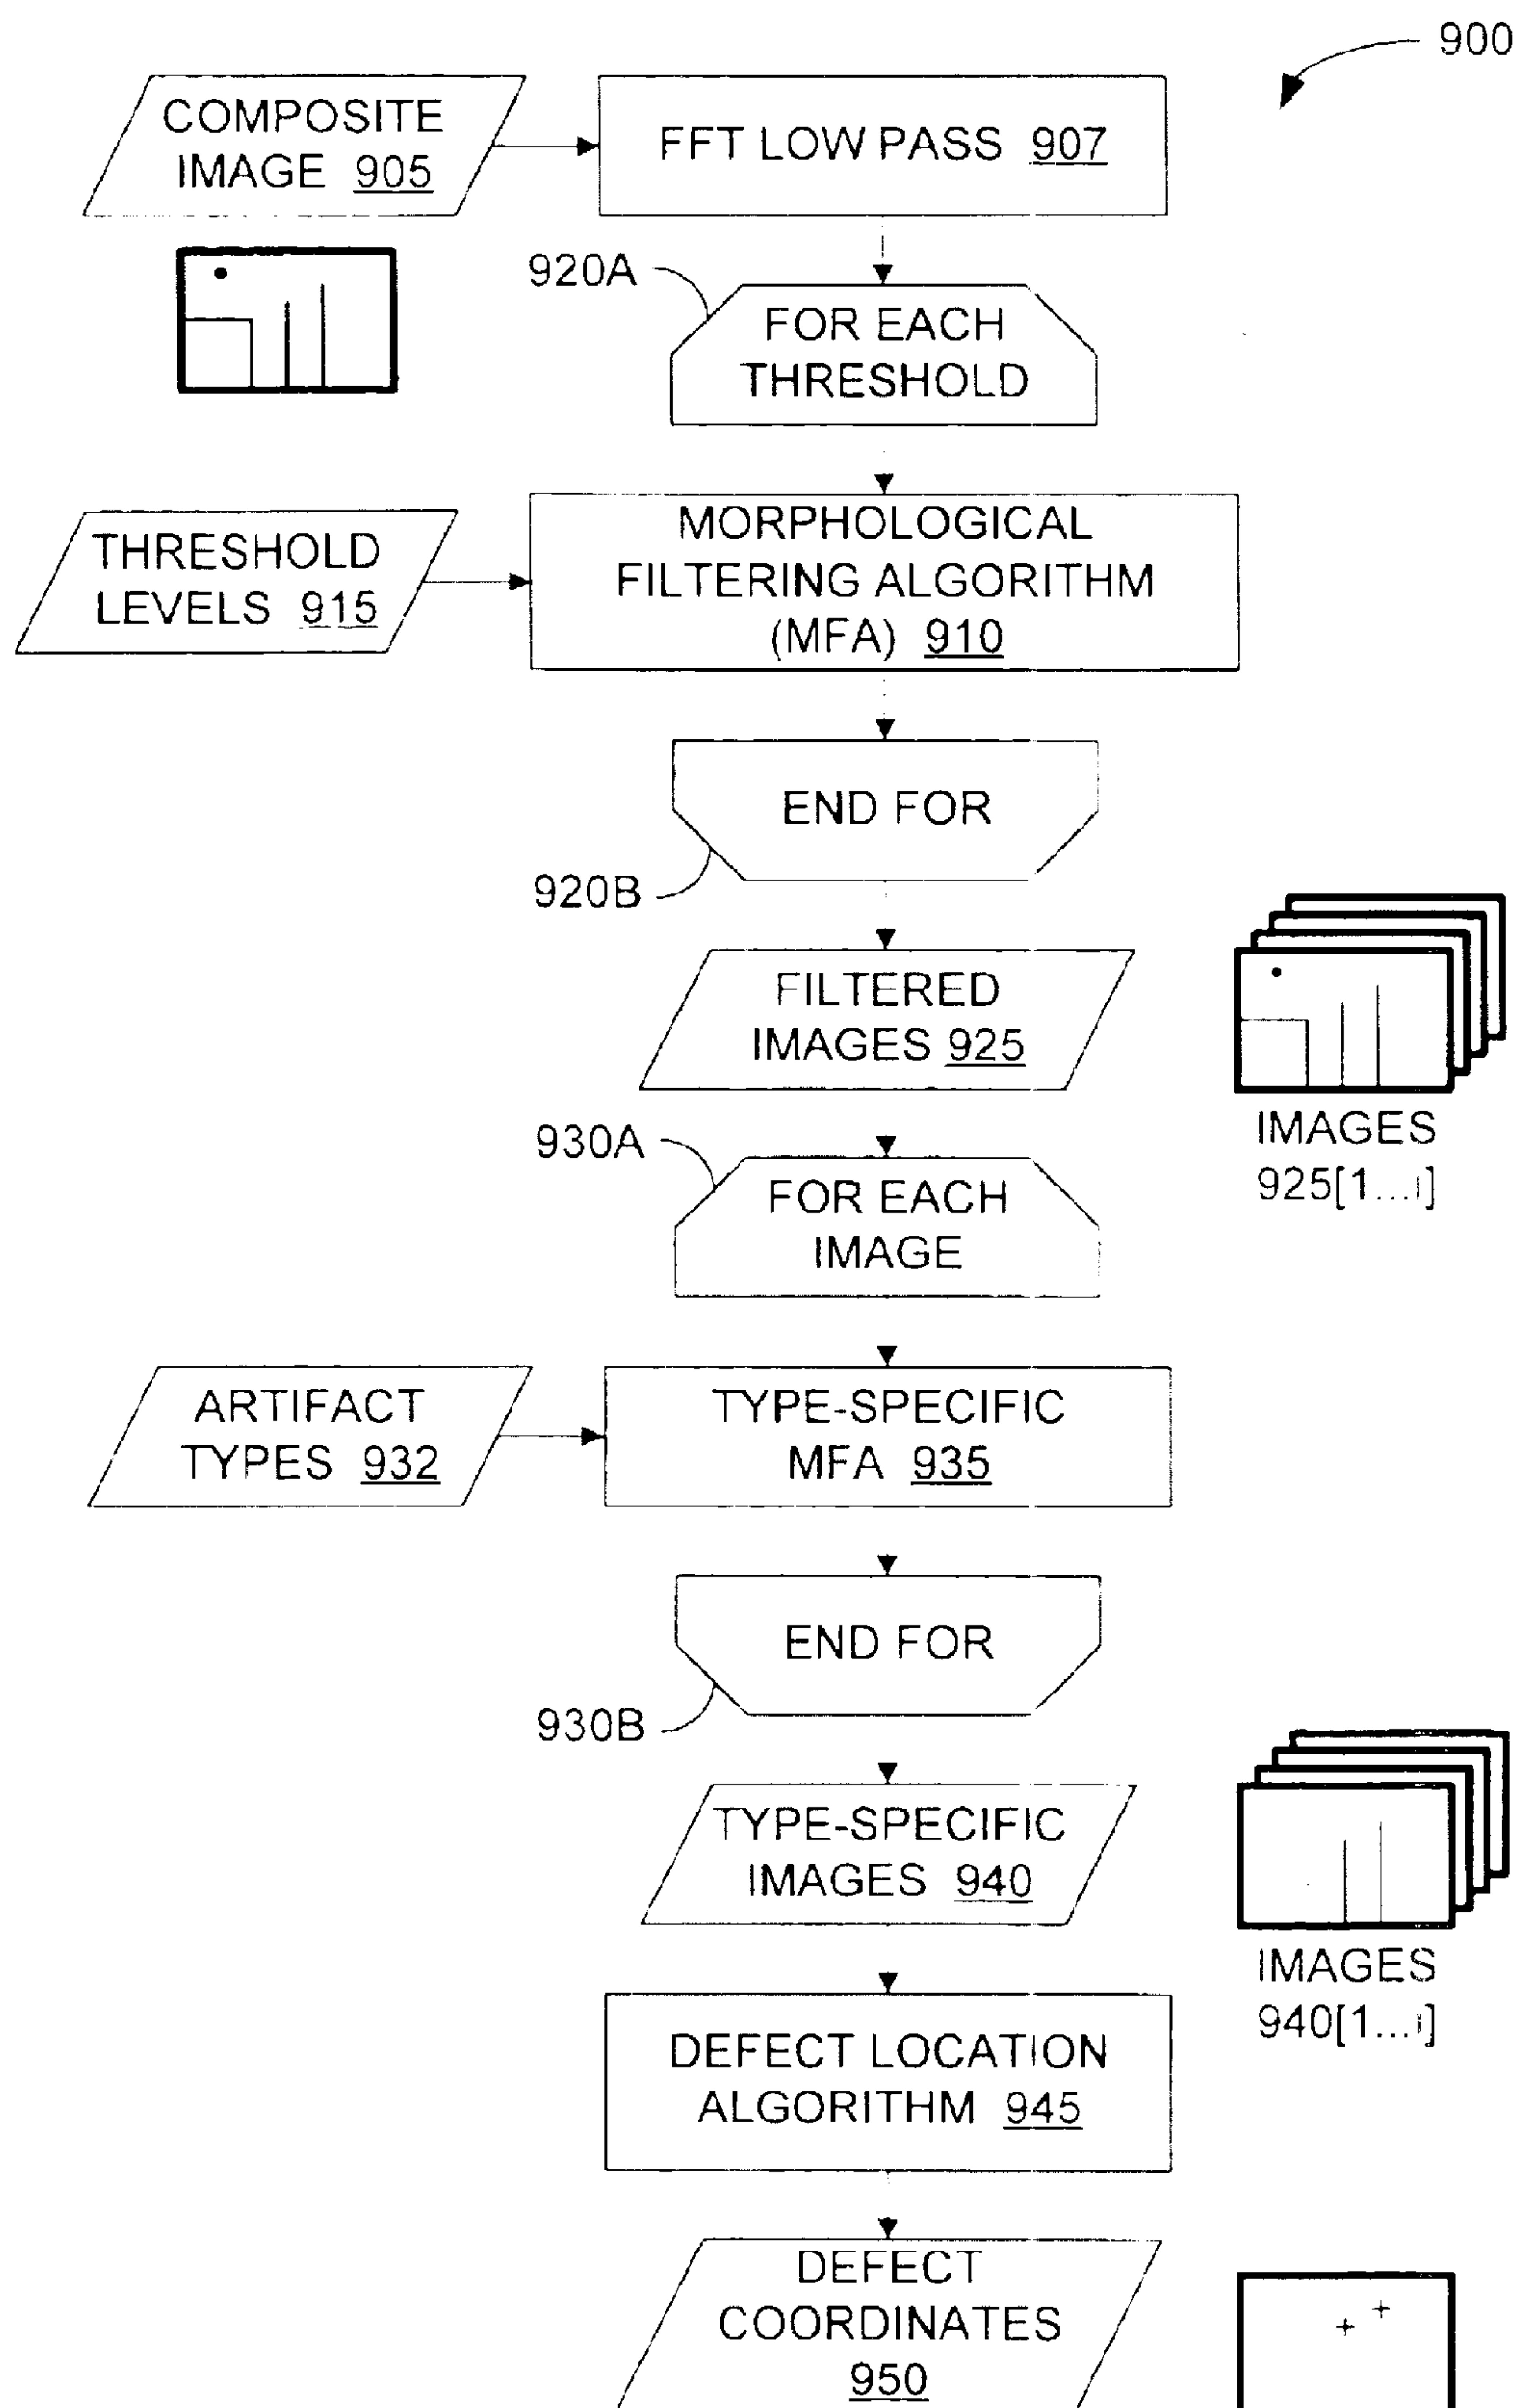 900
COMPOSITE
IMAGE 905
FFT LOW PASS 907
920A
FOR EACH
THRESHOLD
THRESHOLD
LEVELS 915
MORPHOLOGICAL
FILTERING ALGORITHM
(MFA) 910
END FOR
920B
FILTERED
IMAGES 925
IMAGES
925[1...i]
930A
FOR EACH
IMAGE
ARTIFACT
TYPES 932
TYPE-SPECIFIC
MFA 935
END FOR
930B
TYPE-SPECIFIC
IMAGES 940
IMAGES
940[1...i]
DEFECT LOCATION
ALGORITHM 945
DEFECT
COORDINATES
950